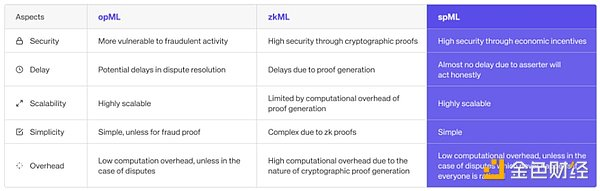 Aspects opML zkML spML
Security More vulnerable to fraudulent activity High security through cryptographic proofs High security through economic incentives
Delay Potential delays in dispute resolution Delays due to proof generation Almost no delay due to asserter will
act honestly
Scalability Highly scalable Limited by computational overhead of
proof generation Highly scalable
Simplicity Simple, unless for fraud proof Complex due to zk proofs Simple
Overhead Low computation overhead, unless in the
case of disputes High computational overhead due to the
nature of cryptographic proof generation Low computational overhead, unless in the
case of disputes
everyone is
金色财经